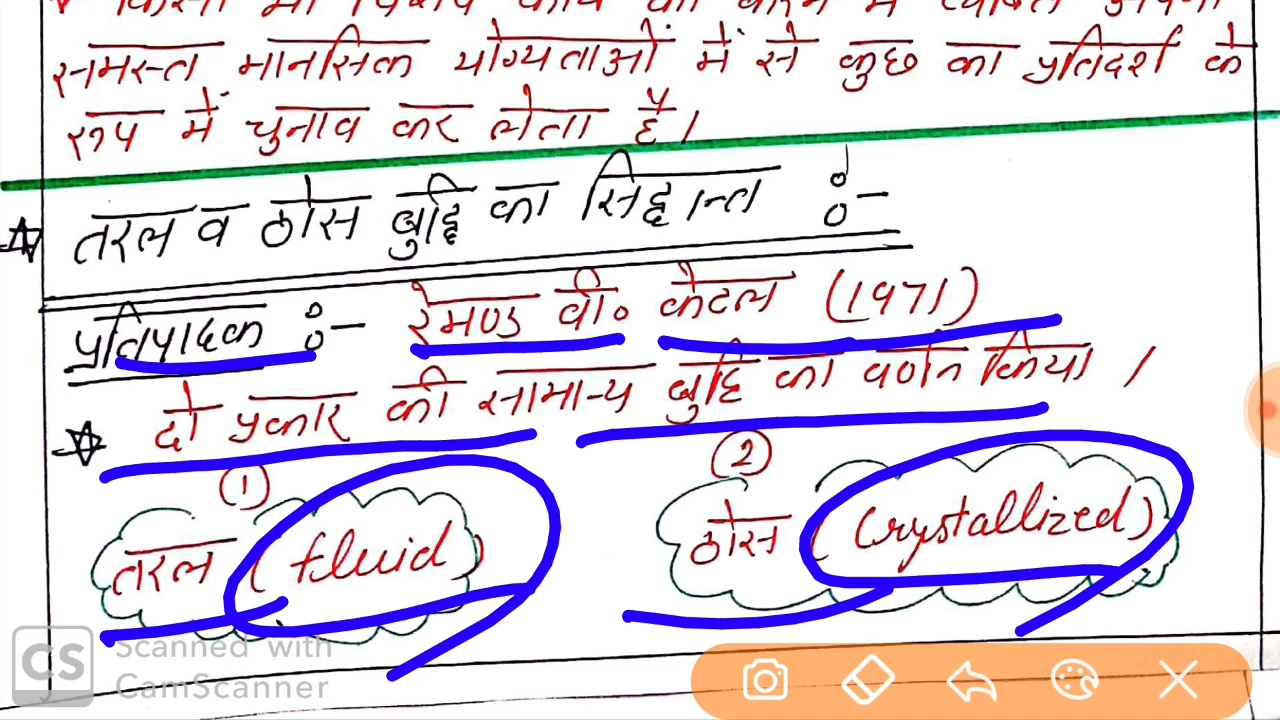 समस्त मानसिक योग्यताओं में से कुछ का प्रतिदर्श के
रुप में चुनाव कर लेता है।
तरल व ठोस बुद्धि का सिद्धान्त :-
प्रतिपादक :- रेमण्ड वी० कैटल (1971)
दो प्रकार की सामान्य बुद्धि का वर्णन किया।
(1) (2)
तरल (fluid) ठोस (Crystallized)
CS Scanned with
CamScanner